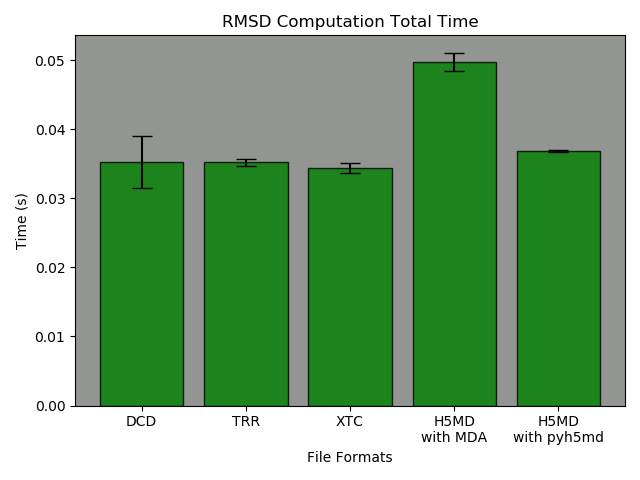 RMSD Computation Total Time
0.05
0.04
0.03
0.02
0.01
0.00
Time (s)
DCD
TRR
XTC
H5MD
with MDA
H5MD
with pyh5md
File Formats